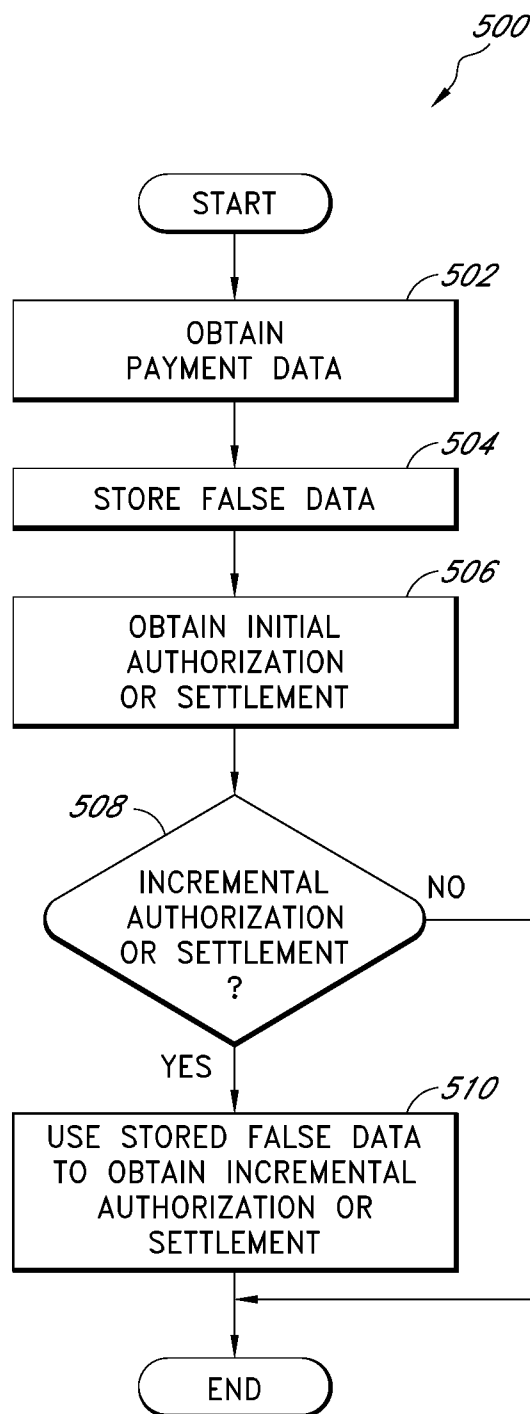 500
START
502
OBTAIN
PAYMENT DATA
504
STORE FALSE DATA
506
OBTAIN INITIAL
AUTHORIZATION
OR SETTLEMENT
508
INCREMENTAL
AUTHORIZATION
OR SETTLEMENT
?
NO
YES
510
USE STORED FALSE DATA
TO OBTAIN INCREMENTAL
AUTHORIZATION OR
SETTLEMENT
END